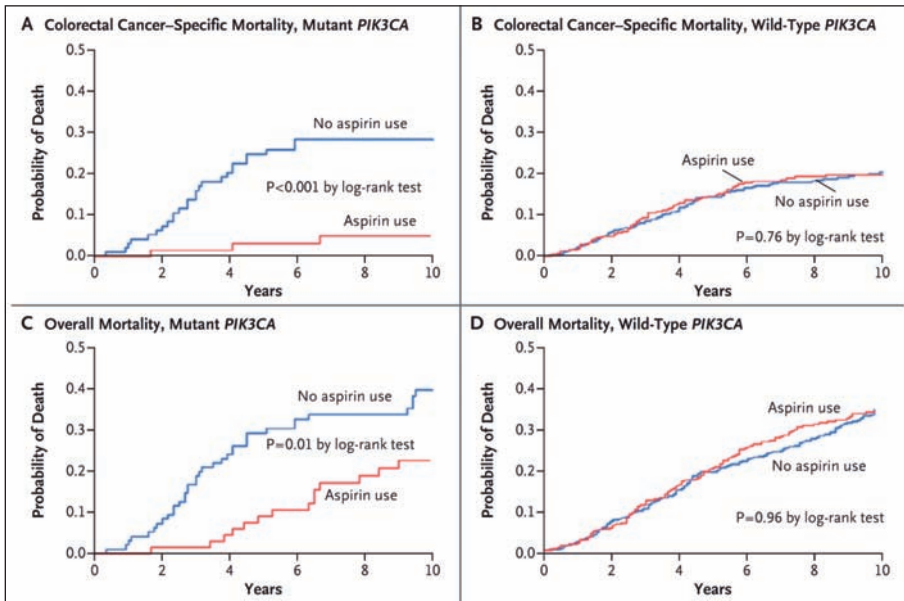 A Colorectal Cancer–Specific Mortality, Mutant PIK3CA
0.5
0.4
0.3
0.2
0.1
0.0
Probability of Death
No aspirin use
P<0.001 by log-rank test
Aspirin use
0 2 4 6 8 10
Years
B Colorectal Cancer–Specific Mortality, Wild-Type PIK3CA
0.5
0.4
0.3
0.2
0.1
0.0
Probability of Death
Aspirin use
No aspirin use
P=0.76 by log-rank test
0 2 4 6 8 10
Years
C Overall Mortality, Mutant PIK3CA
0.5
0.4
0.3
0.2
0.1
0.0
Probability of Death
No aspirin use
P=0.01 by log-rank test
Aspirin use
0 2 4 6 8 10
Years
D Overall Mortality, Wild-Type PIK3CA
0.5
0.4
0.3
0.2
0.1
0.0
Probability of Death
Aspirin use
No aspirin use
P=0.96 by log-rank test
0 2 4 6 8 10
Years